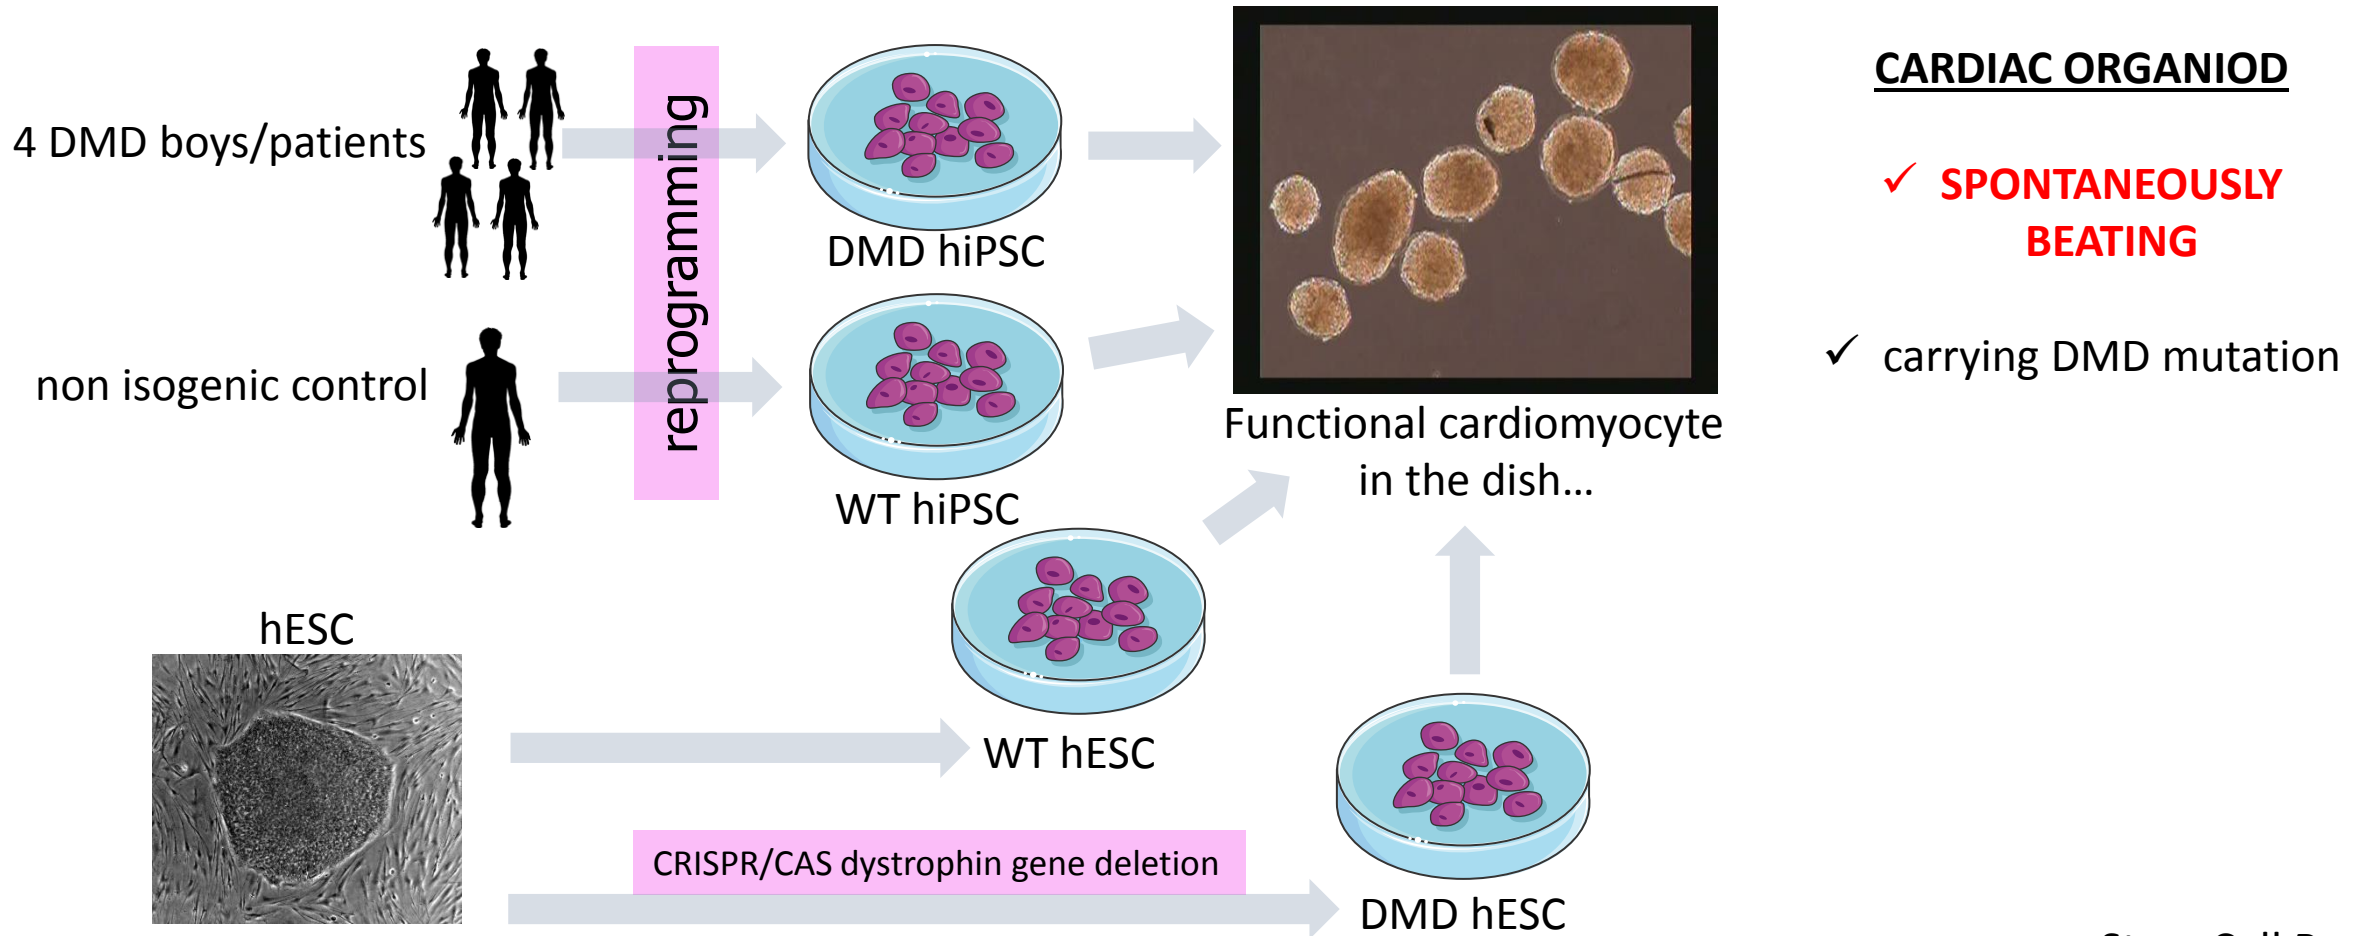 4 DMD boys/patients
reprogramming
DMD hiPSC
non isogenic control
WT hiPSC
Functional cardiomyocyte
in the dish...
CARDIAC ORGANIOD
✓ SPONTANEOUSLY
BEATING
✓ carrying DMD mutation
hESC
WT hESC
CRISPR/CAS dystrophin gene deletion
DMD hESC